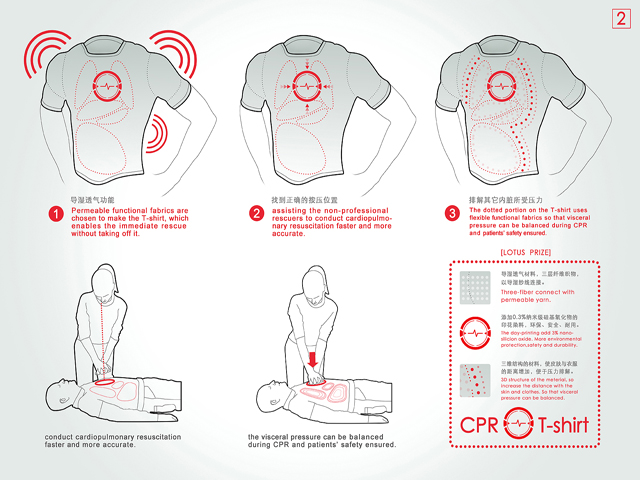 2
导湿透气功能
1 Permeable functional fabrics are
chosen to make the T-shirt, which
enables the immediate rescue
without taking off it.
找到正确的按压位置
2 assisting the non-professional
rescuers to conduct cardiopulmo-
nary resuscitation faster and more
accurate.
排解其它内脏所受压力
3 The dotted portion on the T-shirt uses
flexible functional fabrics so that visceral
pressure can be balanced during CPR
and patients' safety ensured.
[LOTUS PRIZE]
导湿透气材料，三层纤维织物，
以导湿纱线连接。
Three-fiber connect with
permeable yarn.
添加0.3%纳米级硅基氧化物的
印花染料，环保、安全、耐用。
The day-printing add 3% nano-
silicion oxide. More environmental
protection,safety and durability.
三维结构的材料，使皮肤与衣服
的距离增加，便于压力排解。
3D structure of the material, so
increase the distance with the
skin and clothes. So that visceral
pressure can be balanced.
CPR T-shirt
conduct cardiopulmonary resuscitation
faster and more accurate.
the visceral pressure can be balanced
during CPR and patients' safety ensured.